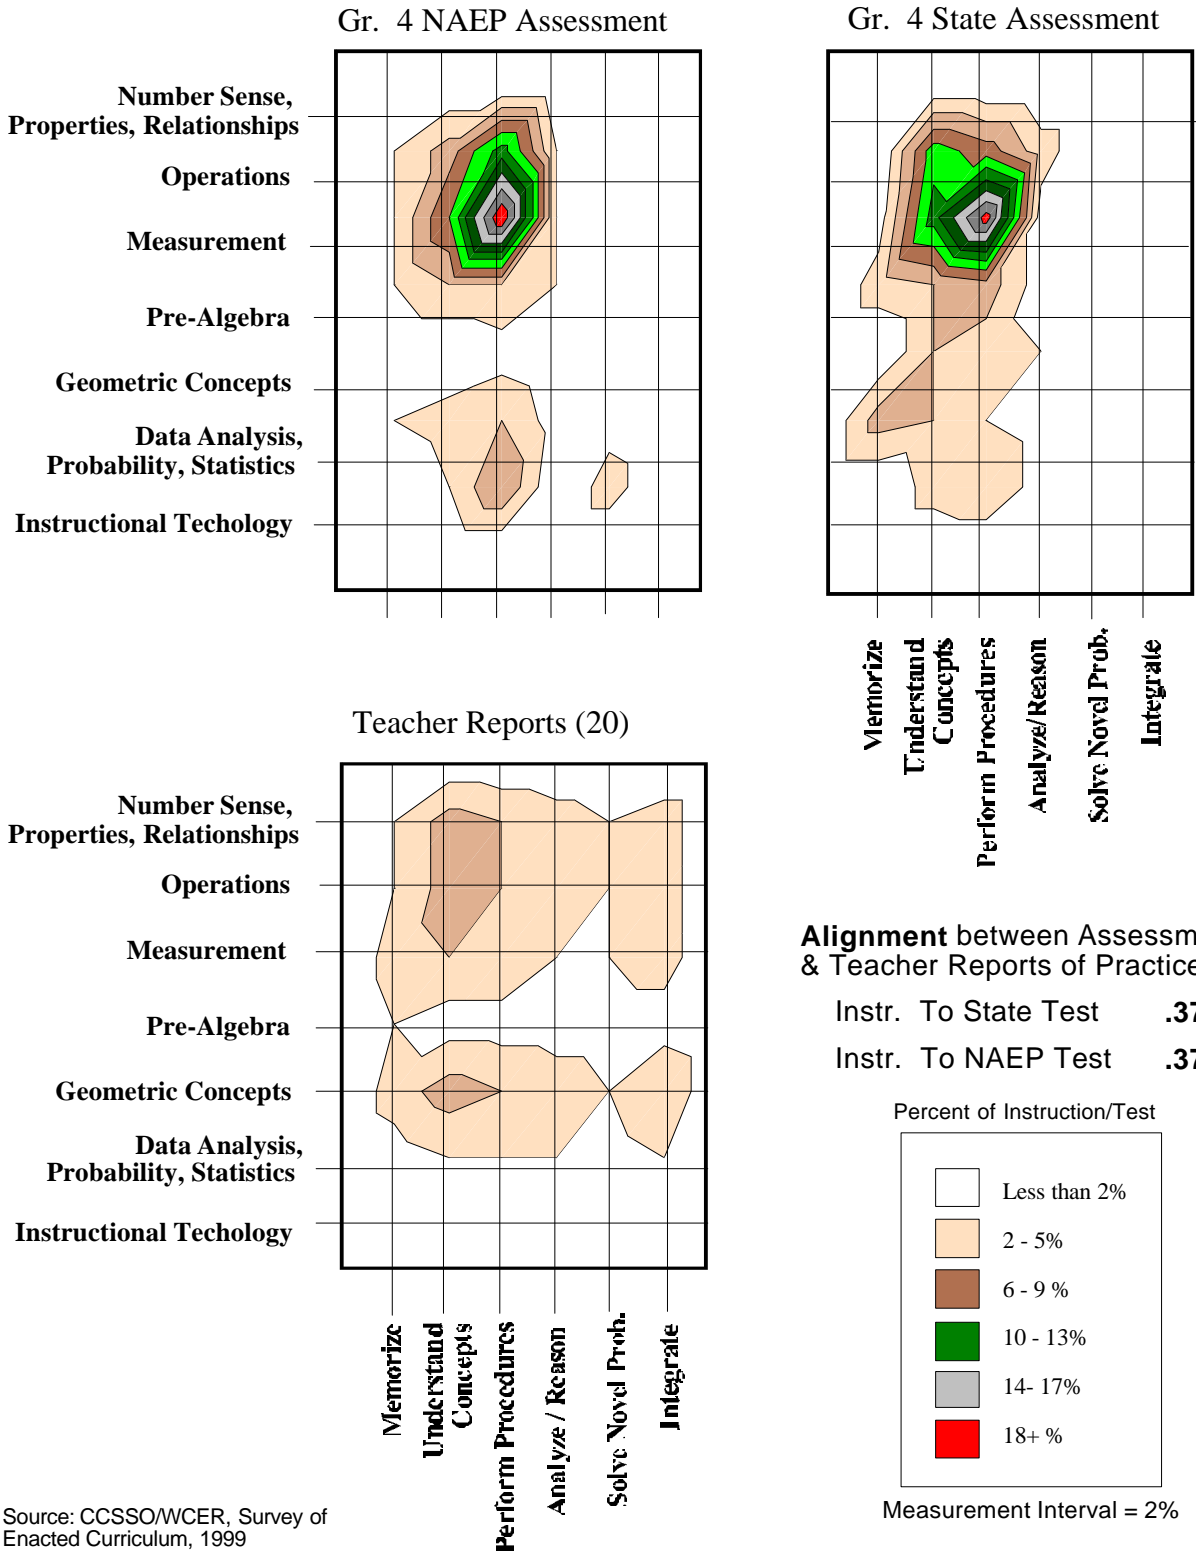 Gr. 4 NAEP Assessment
Gr. 4 State Assessment
Number Sense,
Properties, Relationships
Operations
Measurement
Pre-Algebra
Geometric Concepts
Data Analysis,
Probability, Statistics
Instructional Techology
Memorize
Understand
Concepts
Perform Procedures
Analyze/Reason
Solve Novel Prob.
Integrate
Teacher Reports (20)
Number Sense,
Properties, Relationships
Operations
Measurement
Pre-Algebra
Geometric Concepts
Data Analysis,
Probability, Statistics
Instructional Techology
Memorize
Understand
Concepts
Perform Procedures
Analyze / Reason
Solve Novel Prob.
Integrate
Alignment between Assessm
& Teacher Reports of Practice
Instr. To State Test .37
Instr. To NAEP Test .37
Percent of Instruction/Test
Less than 2%
2 - 5%
6 - 9 %
10 - 13%
14- 17%
18+ %
Measurement Interval = 2%
Source: CCSSO/WCER, Survey of
Enacted Curriculum, 1999